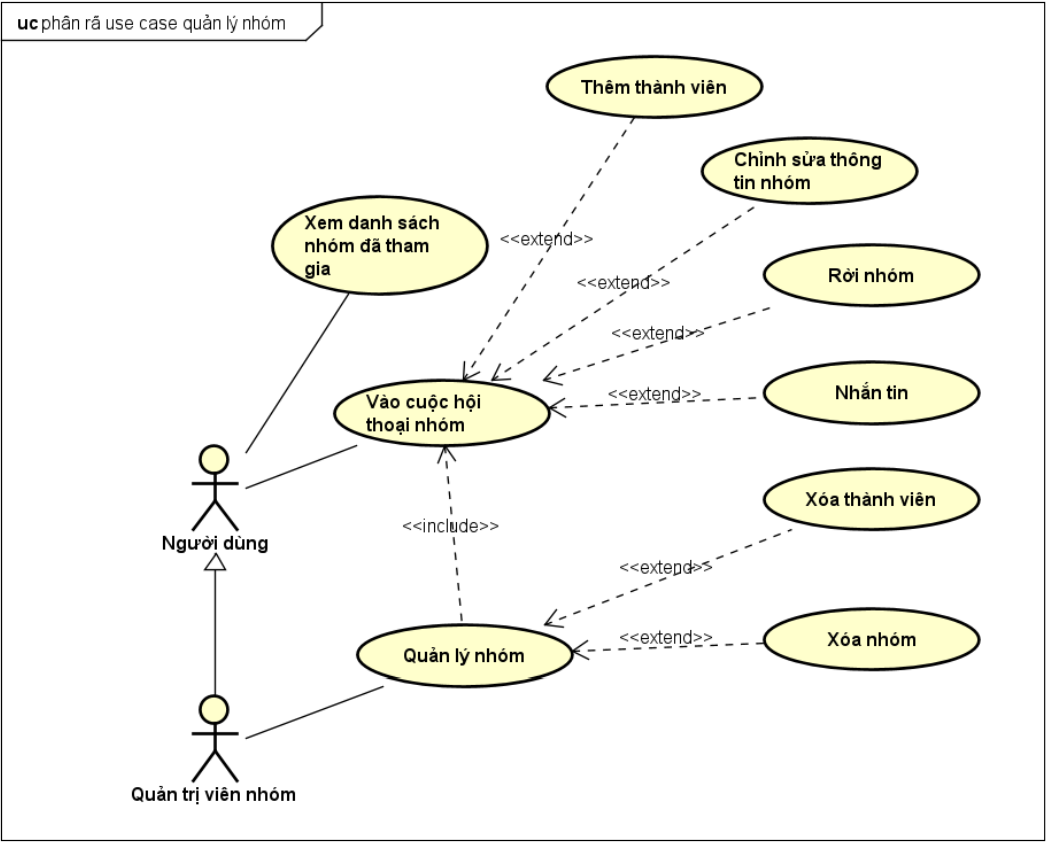 uc phân rã use case quản lý nhóm
Thêm thành viên
Chỉnh sửa thông
tin nhóm
Xem danh sách
nhóm đã tham
gia
<<extend>>
<<extend>>
Rời nhóm
<<extend>>
Vào cuộc hội
thoại nhóm
<<extend>>
Nhắn tin
<<include>>
Xóa thành viên
Người dùng
<<extend>>
Quản lý nhóm
<<extend>>
Xóa nhóm
Quản trị viên nhóm